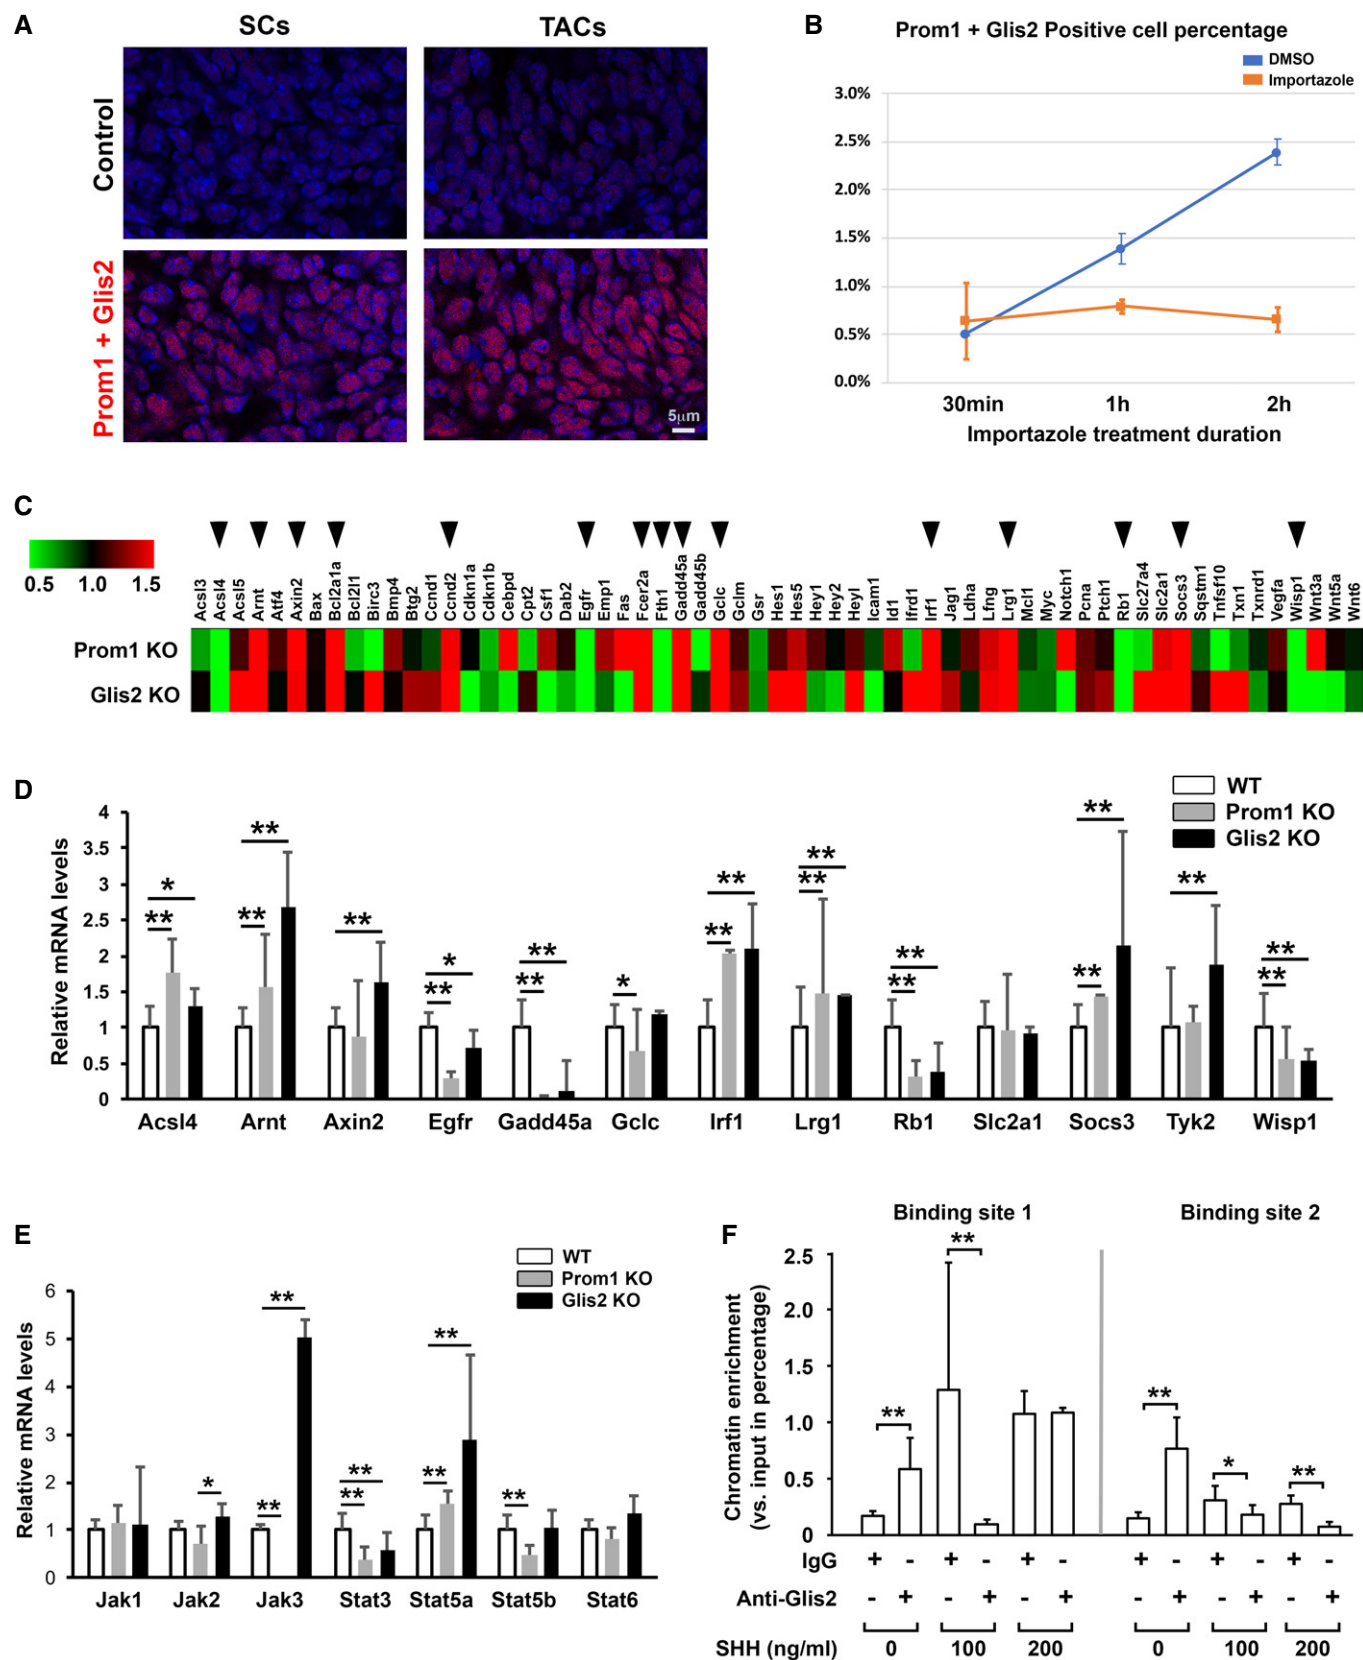 A
SCs
TACs
Control
Prom1 + Glis2
5µm
B
Prom1 + Glis2 Positive cell percentage
DMSO
Importazole
3.0%
2.5%
2.0%
1.5%
1.0%
0.5%
0.0%
30min 1h 2h
Importazole treatment duration
C
0.5 1.0 1.5
Acsl3 Acsl4 Acsl5 Arnt Atf4 Axin2 Bax Bcl2a1a Bcl2l1 Birc3 Bmp4 Btg2 Ccnd1 Ccnd2 Cdkn1a Cdkn1b Cebpd Cpt2 Csf1 Dab2 Egfr Emp1 Fas Fcer2a Fth1 Gadd45a Gadd45b Gclc Gclm Gsr Hes1 Hes5 Hey1 Hey2 Heyl Icam1 Id1 Ifrd1 Irf1 Jag1 Ldha Lfng Lrg1 Mcl1 Myc Notch1 Pcna Ptch1 Rb1 Slc27a4 Slc2a1 Socs3 Sqstm1 Tnfsf10 Txn1 Txnrd1 Vegfa Wisp1 Wnt3a Wnt5a Wnt6
Prom1 KO
Glis2 KO
D
WT
Prom1 KO
Glis2 KO
Relative mRNA levels
4
3.5
3
2.5
2
1.5
1
0.5
0
** * ** ** ** ** * ** ** * ** ** ** ** ** ** ** ** ** ** ** **
Acsl4 Arnt Axin2 Egfr Gadd45a Gclc Irf1 Lrg1 Rb1 Slc2a1 Socs3 Tyk2 Wisp1
E
WT
Prom1 KO
Glis2 KO
Relative mRNA levels
6
5
4
3
2
1
0
* ** ** ** ** ** ** **
Jak1 Jak2 Jak3 Stat3 Stat5a Stat5b Stat6
F
Binding site 1 Binding site 2
Chromatin enrichment
(vs. input in percentage)
2.5
2.0
1.5
1.0
0.5
0
** ** ** * **
IgG + - + - + - + - + - + -
Anti-Glis2 - + - + - + - + - + - +
SHH (ng/ml) 0 100 200 0 100 200